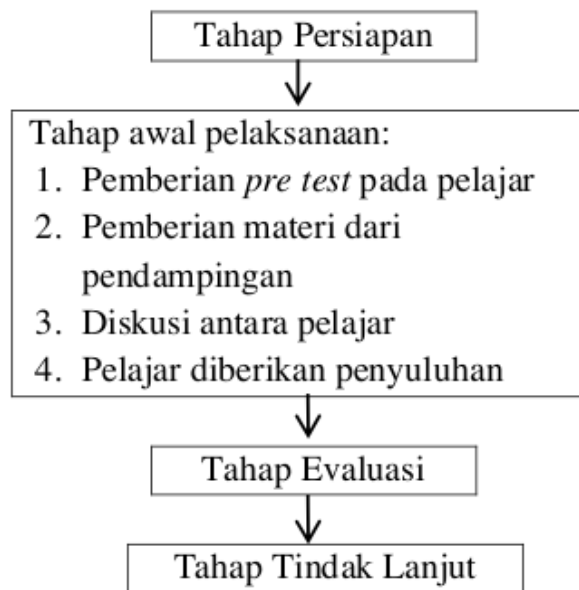 Tahap Persiapan
Tahap awal pelaksanaan:
1. Pemberian pre test pada pelajar
2. Pemberian materi dari
pendampingan
3. Diskusi antara pelajar
4. Pelajar diberikan penyuluhan
Tahap Evaluasi
Tahap Tindak Lanjut